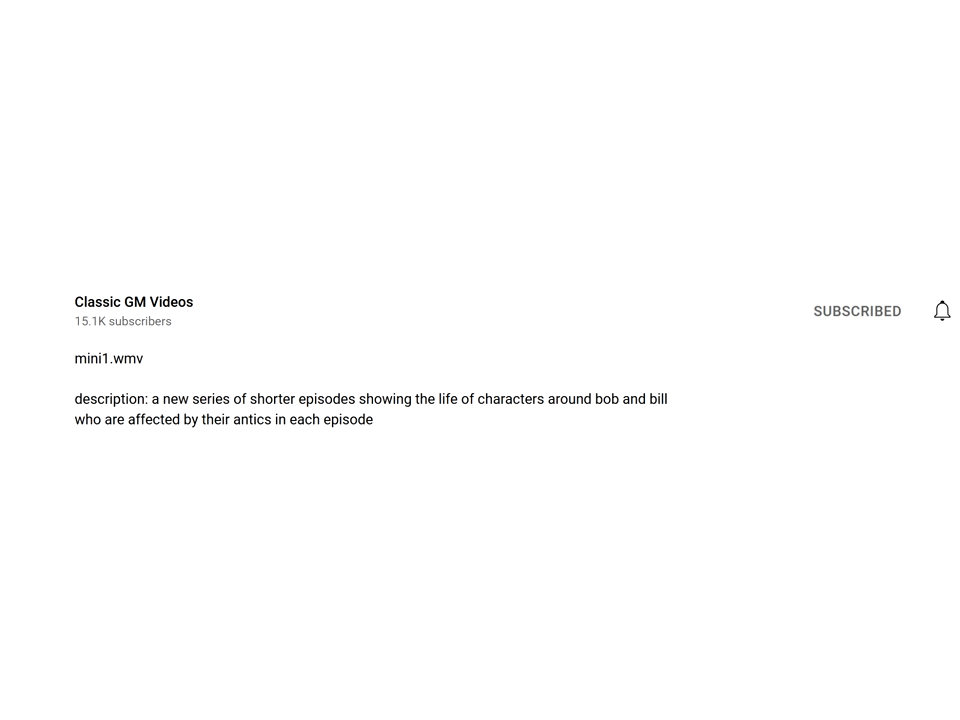 Classic GM Videos
15.1K subscribers
SUBSCRIBED
mini1.wmv
description: a new series of shorter episodes showing the life of characters around bob and bill
who are affected by their antics in each episode